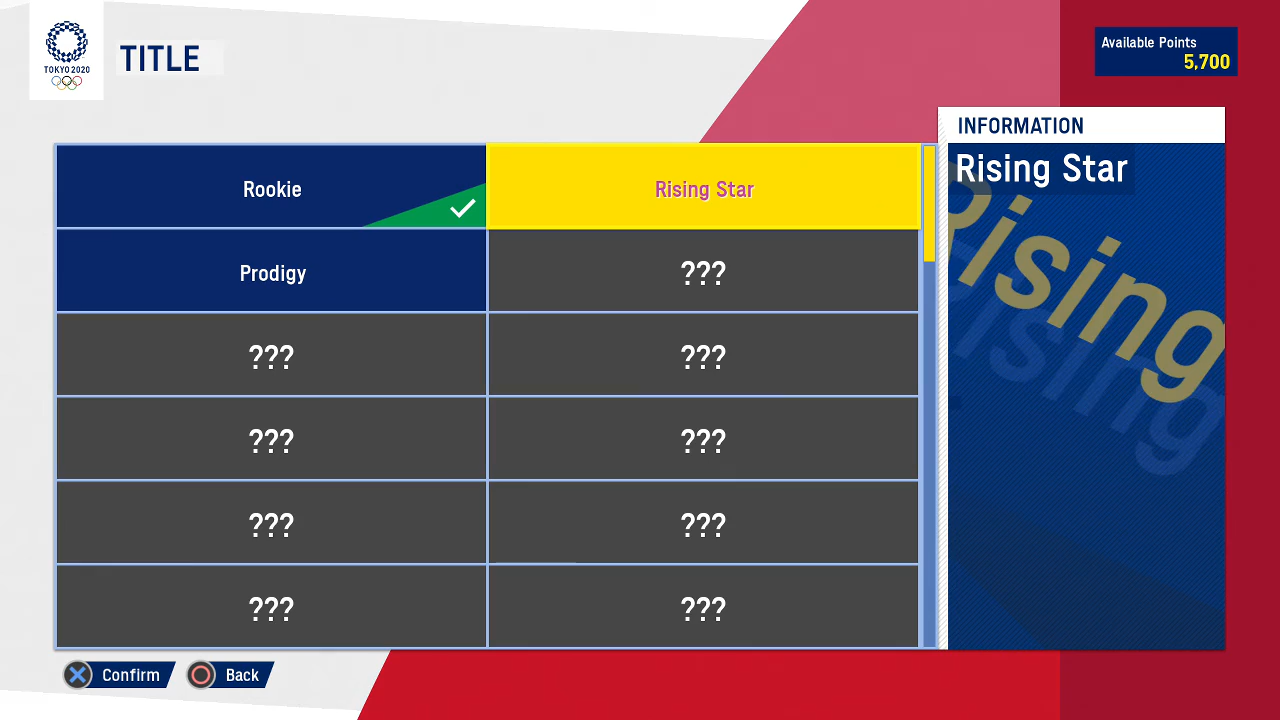 TOKYO 2020
TITLE
Available Points
5,700
INFORMATION
Rising Star
Rising
Rising
Rookie
Rising Star
Prodigy
???
???
???
???
???
???
???
???
???
Confirm
Back